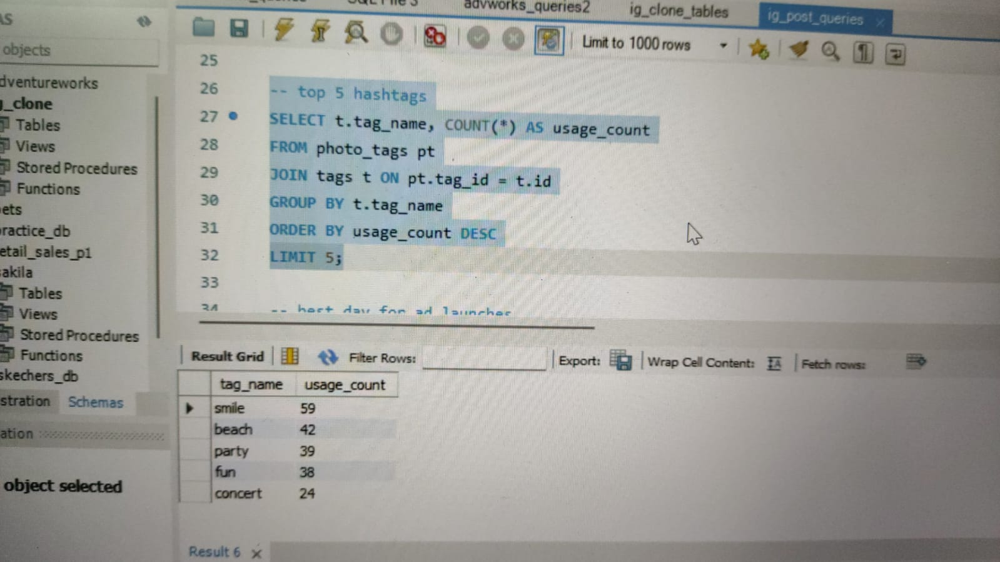 SQL File 3
advworks_queries2
ig_clone_tables
ig_post_queries
objects
Limit to 1000 rows
dventureworks
_clone
Tables
Views
Stored Procedures
Functions
ets
ractice_db
etail_sales_p1
akila
Tables
Views
Stored Procedures
Functions
skechers_db
stration
Schemas
ation
object selected
25
26 -- top 5 hashtags
27 SELECT t.tag_name, COUNT(*) AS usage_count
28 FROM photo_tags pt
29 JOIN tags t ON pt.tag_id = t.id
30 GROUP BY t.tag_name
31 ORDER BY usage_count DESC
32 LIMIT 5;
33
34 -- best day for ad launches
Result Grid
Filter Rows:
Export:
Wrap Cell Content:
Fetch rows:
tag_name usage_count
smile 59
beach 42
party 39
fun 38
concert 24
Result 6